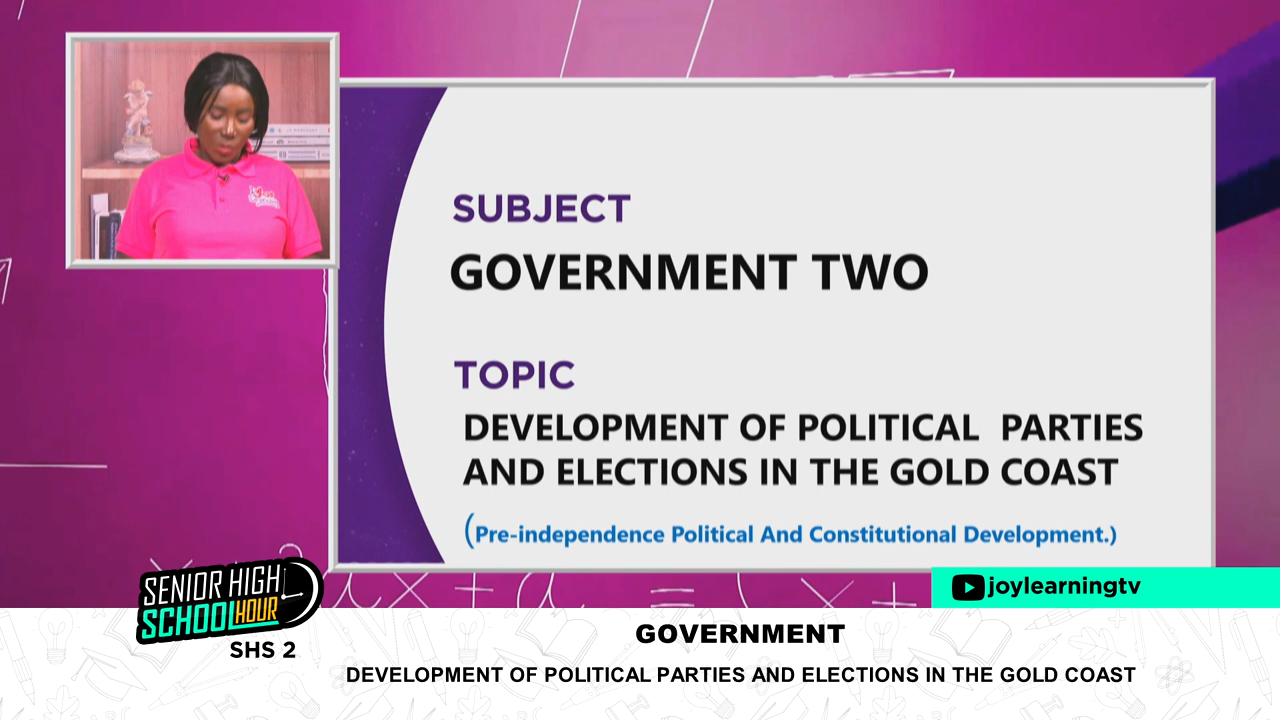 SUBJECT
GOVERNMENT TWO
TOPIC
DEVELOPMENT OF POLITICAL PARTIES
AND ELECTIONS IN THE GOLD COAST
(Pre-independence Political And Constitutional Development.)
joylearningtv
SENIOR HIGH
SCHOOL HOUR
SHS 2
GOVERNMENT
DEVELOPMENT OF POLITICAL PARTIES AND ELECTIONS IN THE GOLD COAST